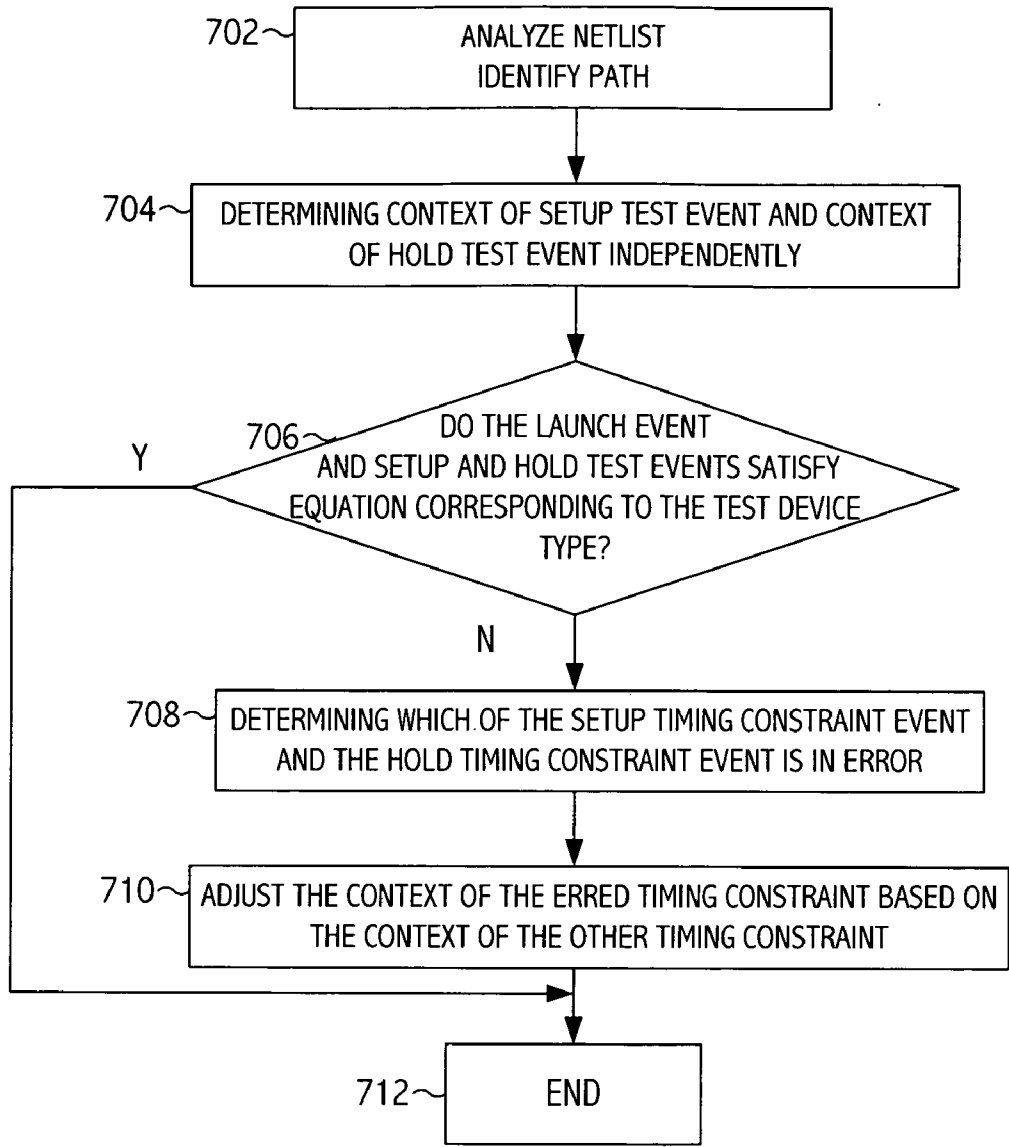 702
ANALYZE NETLIST
IDENTIFY PATH
704
DETERMINING CONTEXT OF SETUP TEST EVENT AND CONTEXT
OF HOLD TEST EVENT INDEPENDENTLY
706
Y
DO THE LAUNCH EVENT
AND SETUP AND HOLD TEST EVENTS SATISFY
EQUATION CORRESPONDING TO THE TEST DEVICE
TYPE?
N
708
DETERMINING WHICH OF THE SETUP TIMING CONSTRAINT EVENT
AND THE HOLD TIMING CONSTRAINT EVENT IS IN ERROR
710
ADJUST THE CONTEXT OF THE ERRED TIMING CONSTRAINT BASED ON
THE CONTEXT OF THE OTHER TIMING CONSTRAINT
712
END